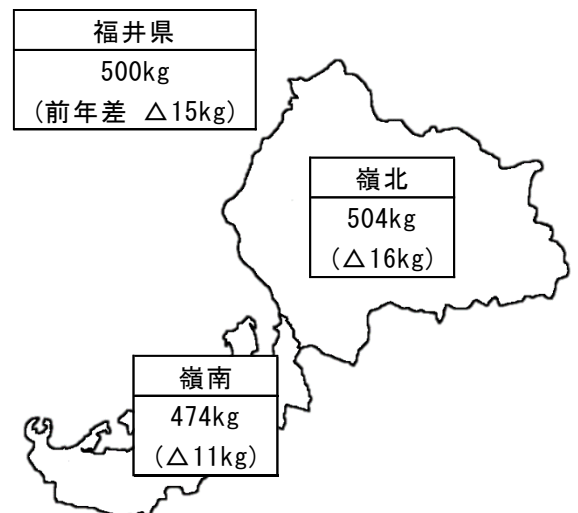 福井県
500kg
(前年差 △15kg)
嶺北
504kg
(△16kg)
嶺南
474kg
(△11kg)